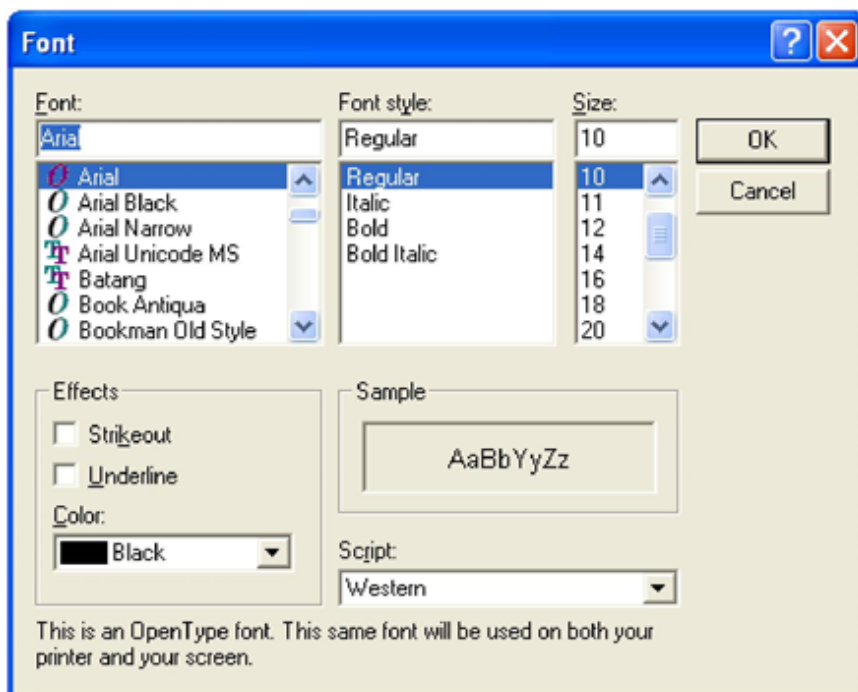 Font
Font:
Arial
Arial
Arial Black
Arial Narrow
Arial Unicode MS
Batang
Book Antiqua
Bookman Old Style
Font style:
Regular
Regular
Italic
Bold
Bold Italic
Size:
10
10
11
12
14
16
18
20
OK
Cancel
Effects
Strikeout
Underline
Color:
Black
Sample
AaBbYyZz
Script:
Western
This is an OpenType font. This same font will be used on both your
printer and your screen.